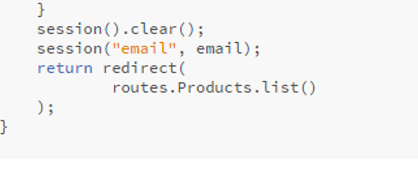 }
session().clear();
session("email", email);
return redirect(
routes.Products.list()
);
}